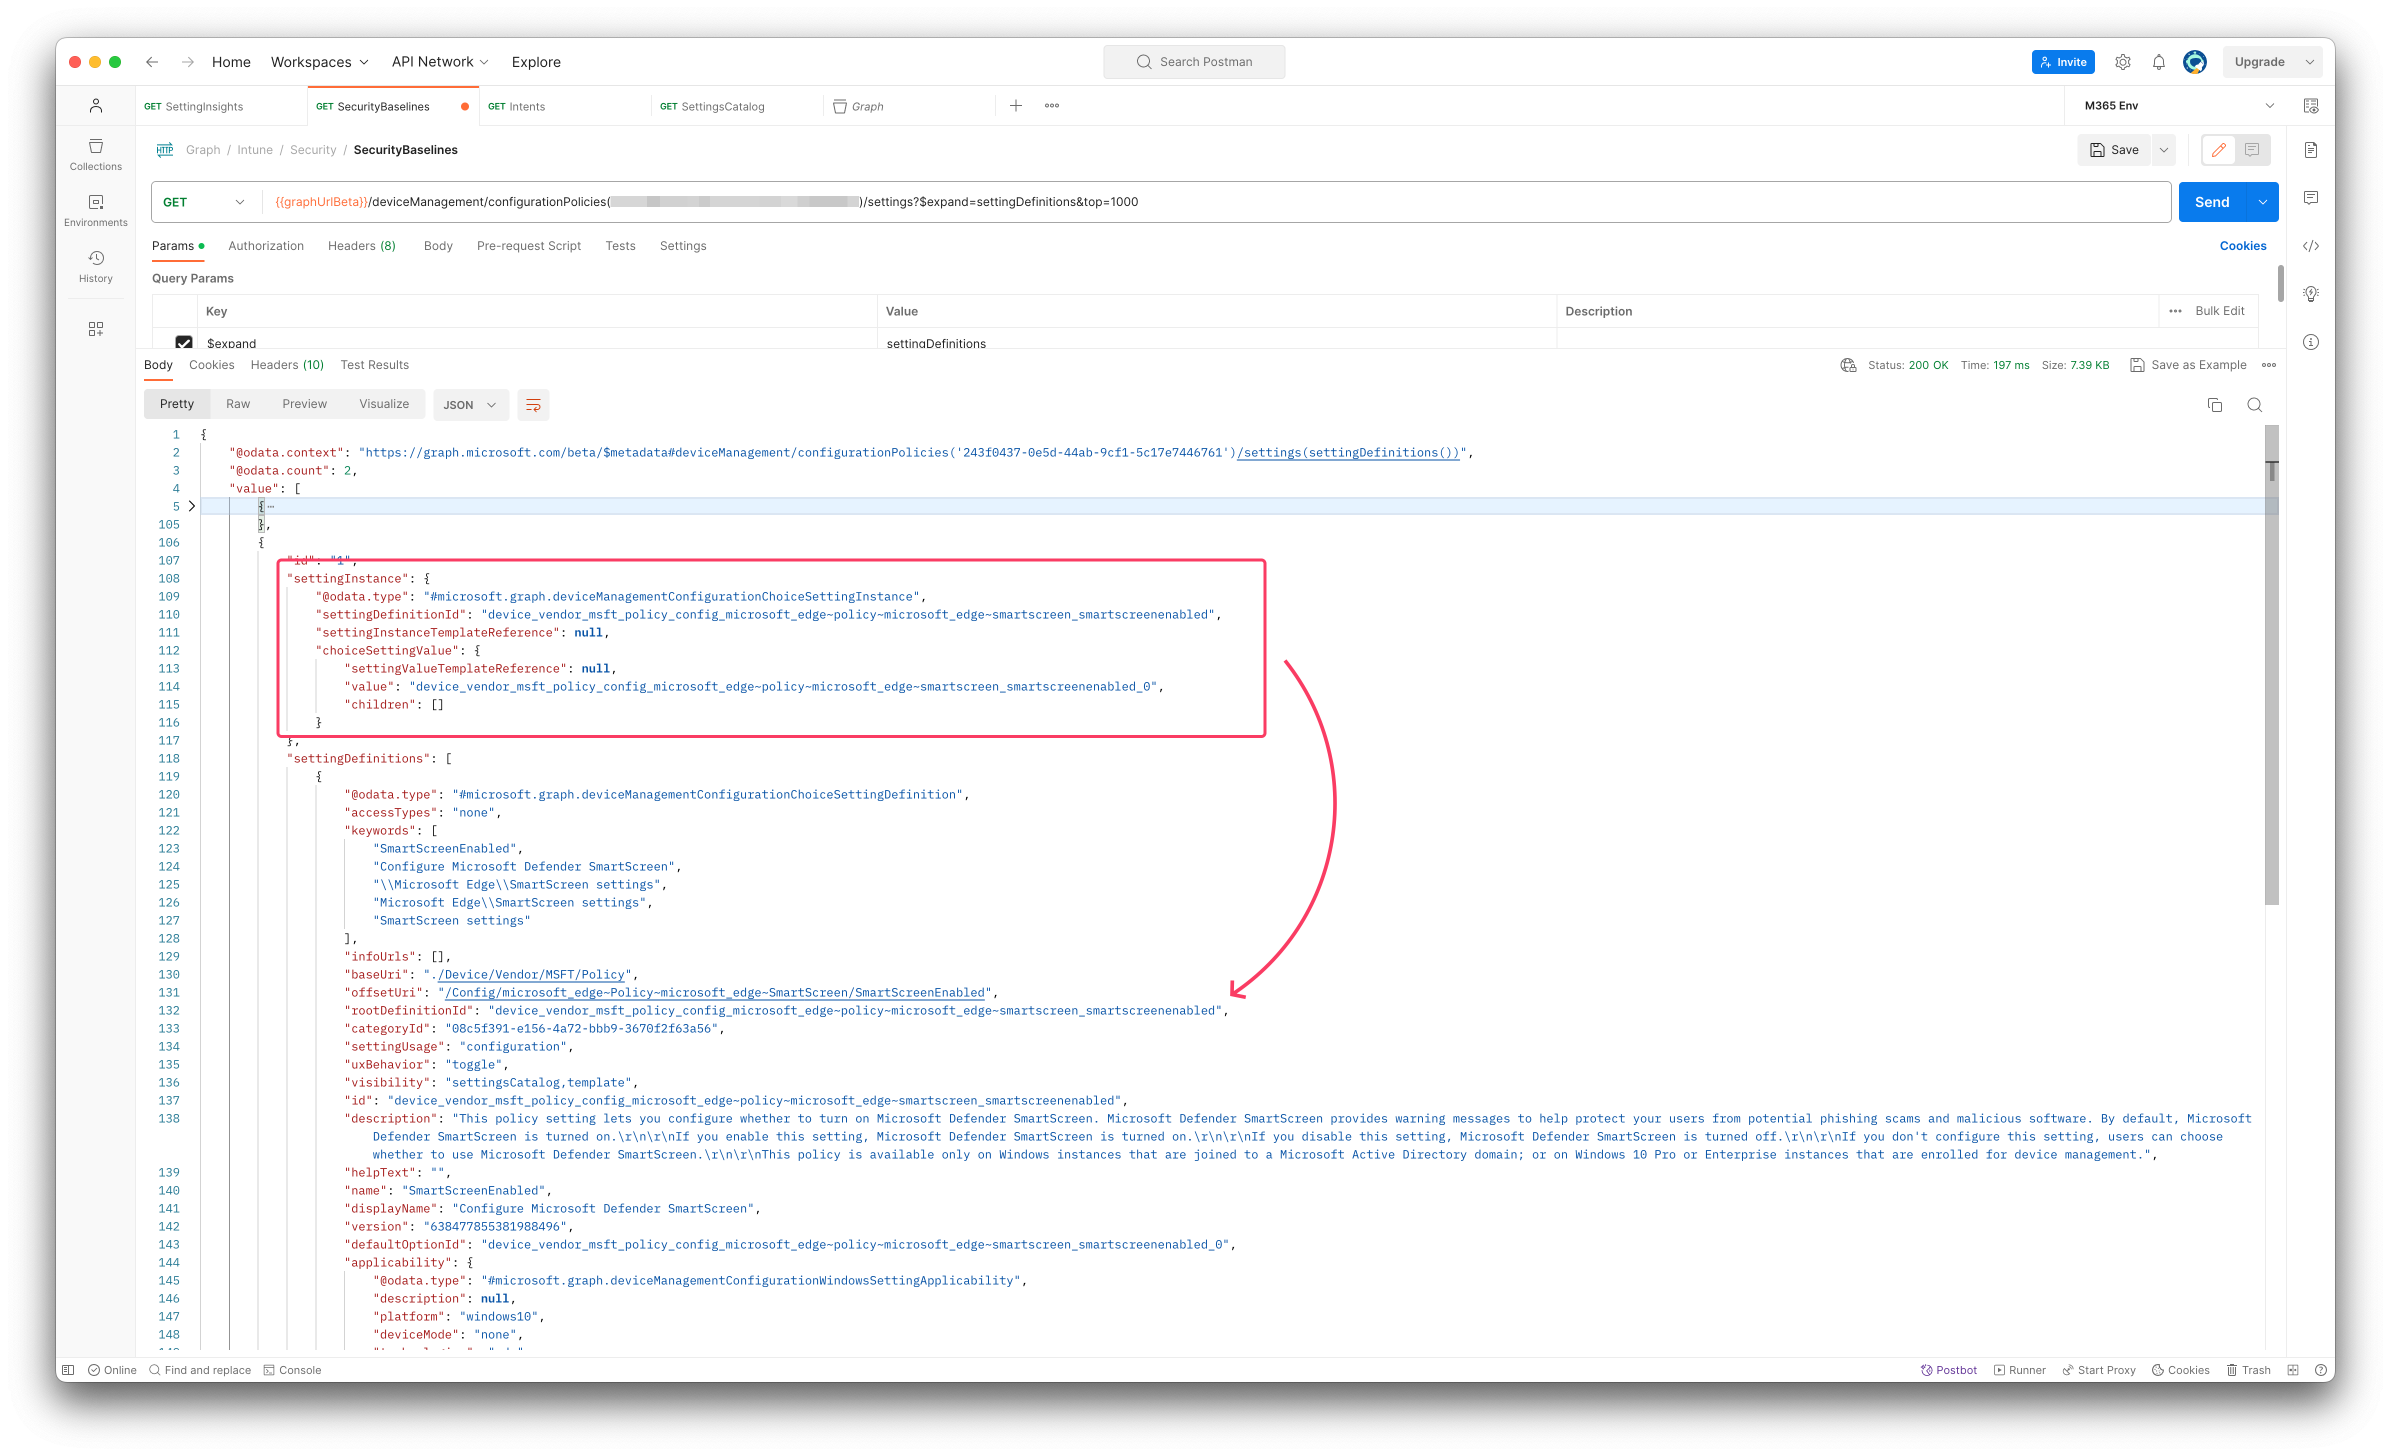 Home Workspaces API Network Explore Search Postman Invite Upgrade
GET SettingInsights GET SecurityBaselines GET Intents GET SettingsCatalog Graph M365 Env
HTTP Graph / Intune / Security / SecurityBaselines Save
Collections
GET {{graphUrlBeta}}/deviceManagement/configurationPolicies( )/settings?$expand=settingDefinitions&top=1000 Send
Environments
Params Authorization Headers (8) Body Pre-request Script Tests Settings Cookies
History
Query Params
Key Value Description Bulk Edit
$expand settingDefinitions
Body Cookies Headers (10) Test Results Status: 200 OK Time: 197 ms Size: 7.39 KB Save as Example
Pretty Raw Preview Visualize JSON
1 {
2 "@odata.context": "https://graph.microsoft.com/beta/$metadata#deviceManagement/configurationPolicies('243f0437-0e5d-44ab-9cf1-5c17e7446761')/settings(settingDefinitions())",
3 "@odata.count": 2,
4 "value": [
5 { ⋯
105 },
106 {
107 "id": "1",
108 "settingInstance": {
109 "@odata.type": "#microsoft.graph.deviceManagementConfigurationChoiceSettingInstance",
110 "settingDefinitionId": "device_vendor_msft_policy_config_microsoft_edge~policy~microsoft_edge~smartscreen_smartscreenenabled",
111 "settingInstanceTemplateReference": null,
112 "choiceSettingValue": {
113 "settingValueTemplateReference": null,
114 "value": "device_vendor_msft_policy_config_microsoft_edge~policy~microsoft_edge~smartscreen_smartscreenenabled_0",
115 "children": []
116 }
117 },
118 "settingDefinitions": [
119 {
120 "@odata.type": "#microsoft.graph.deviceManagementConfigurationChoiceSettingDefinition",
121 "accessTypes": "none",
122 "keywords": [
123 "SmartScreenEnabled",
124 "Configure Microsoft Defender SmartScreen",
125 "\\Microsoft Edge\\SmartScreen settings",
126 "Microsoft Edge\\SmartScreen settings",
127 "SmartScreen settings"
128 ],
129 "infoUrls": [],
130 "baseUri": "./Device/Vendor/MSFT/Policy",
131 "offsetUri": "/Config/microsoft_edge~Policy~microsoft_edge~SmartScreen/SmartScreenEnabled",
132 "rootDefinitionId": "device_vendor_msft_policy_config_microsoft_edge~policy~microsoft_edge~smartscreen_smartscreenenabled",
133 "categoryId": "08c5f391-e156-4a72-bbb9-3670f2f63a56",
134 "settingUsage": "configuration",
135 "uxBehavior": "toggle",
136 "visibility": "settingsCatalog,template",
137 "id": "device_vendor_msft_policy_config_microsoft_edge~policy~microsoft_edge~smartscreen_smartscreenenabled",
138 "description": "This policy setting lets you configure whether to turn on Microsoft Defender SmartScreen. Microsoft Defender SmartScreen provides warning messages to help protect your users from potential phishing scams and malicious software. By default, Microsoft
Defender SmartScreen is turned on.\r\n\r\nIf you enable this setting, Microsoft Defender SmartScreen is turned on.\r\n\r\nIf you disable this setting, Microsoft Defender SmartScreen is turned off.\r\n\r\nIf you don't configure this setting, users can choose
whether to use Microsoft Defender SmartScreen.\r\n\r\nThis policy is available only on Windows instances that are joined to a Microsoft Active Directory domain; or on Windows 10 Pro or Enterprise instances that are enrolled for device management.",
139 "helpText": "",
140 "name": "SmartScreenEnabled",
141 "displayName": "Configure Microsoft Defender SmartScreen",
142 "version": "638477855381988496",
143 "defaultOptionId": "device_vendor_msft_policy_config_microsoft_edge~policy~microsoft_edge~smartscreen_smartscreenenabled_0",
144 "applicability": {
145 "@odata.type": "#microsoft.graph.deviceManagementConfigurationWindowsSettingApplicability",
146 "description": null,
147 "platform": "windows10",
148 "deviceMode": "none",
Online Find and replace Console Postbot Runner Start Proxy Cookies Trash